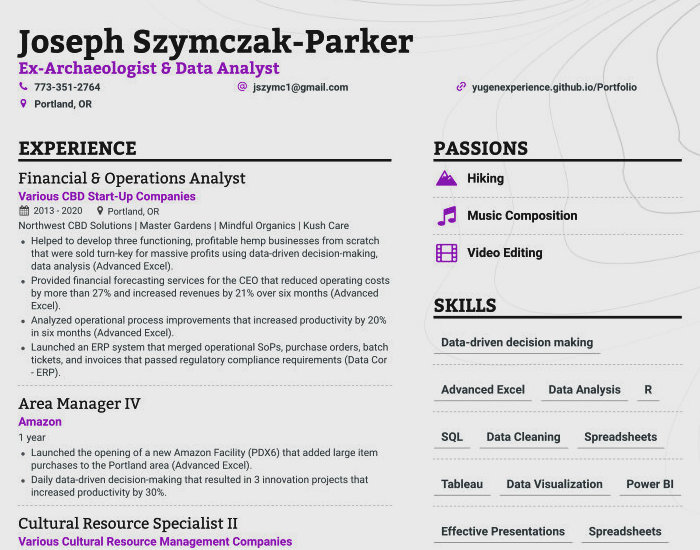 Joseph Szymczak-Parker
Ex-Archaeologist & Data Analyst
773-351-2764
jszymc1@gmail.com
yugenexperience.github.io/Portfolio
Portland, OR
EXPERIENCE
Financial & Operations Analyst
Various CBD Start-Up Companies
2013 - 2020 Portland, OR
Northwest CBD Solutions | Master Gardens | Mindful Organics | Kush Care
• Helped to develop three functioning, profitable hemp businesses from scratch
that were sold turn-key for massive profits using data-driven decision-making,
data analysis (Advanced Excel).
• Provided financial forecasting services for the CEO that reduced operating costs
by more than 27% and increased revenues by 21% over six months (Advanced
Excel).
• Analyzed operational process improvements that increased productivity by 20%
in six months (Advanced Excel).
• Launched an ERP system that merged operational SoPs, purchase orders, batch
tickets, and invoices that passed regulatory compliance requirements (Data Cor
- ERP).
Area Manager IV
Amazon
1 year
• Launched the opening of a new Amazon Facility (PDX6) that added large item
purchases to the Portland area (Advanced Excel).
• Daily data-driven decision-making that resulted in 3 innovation projects that
increased productivity by 30%.
Cultural Resource Specialist II
Various Cultural Resource Management Companies
PASSIONS
Hiking
Music Composition
Video Editing
SKILLS
Data-driven decision making
Advanced Excel Data Analysis R
SQL Data Cleaning Spreadsheets
Tableau Data Visualization Power BI
Effective Presentations Spreadsheets